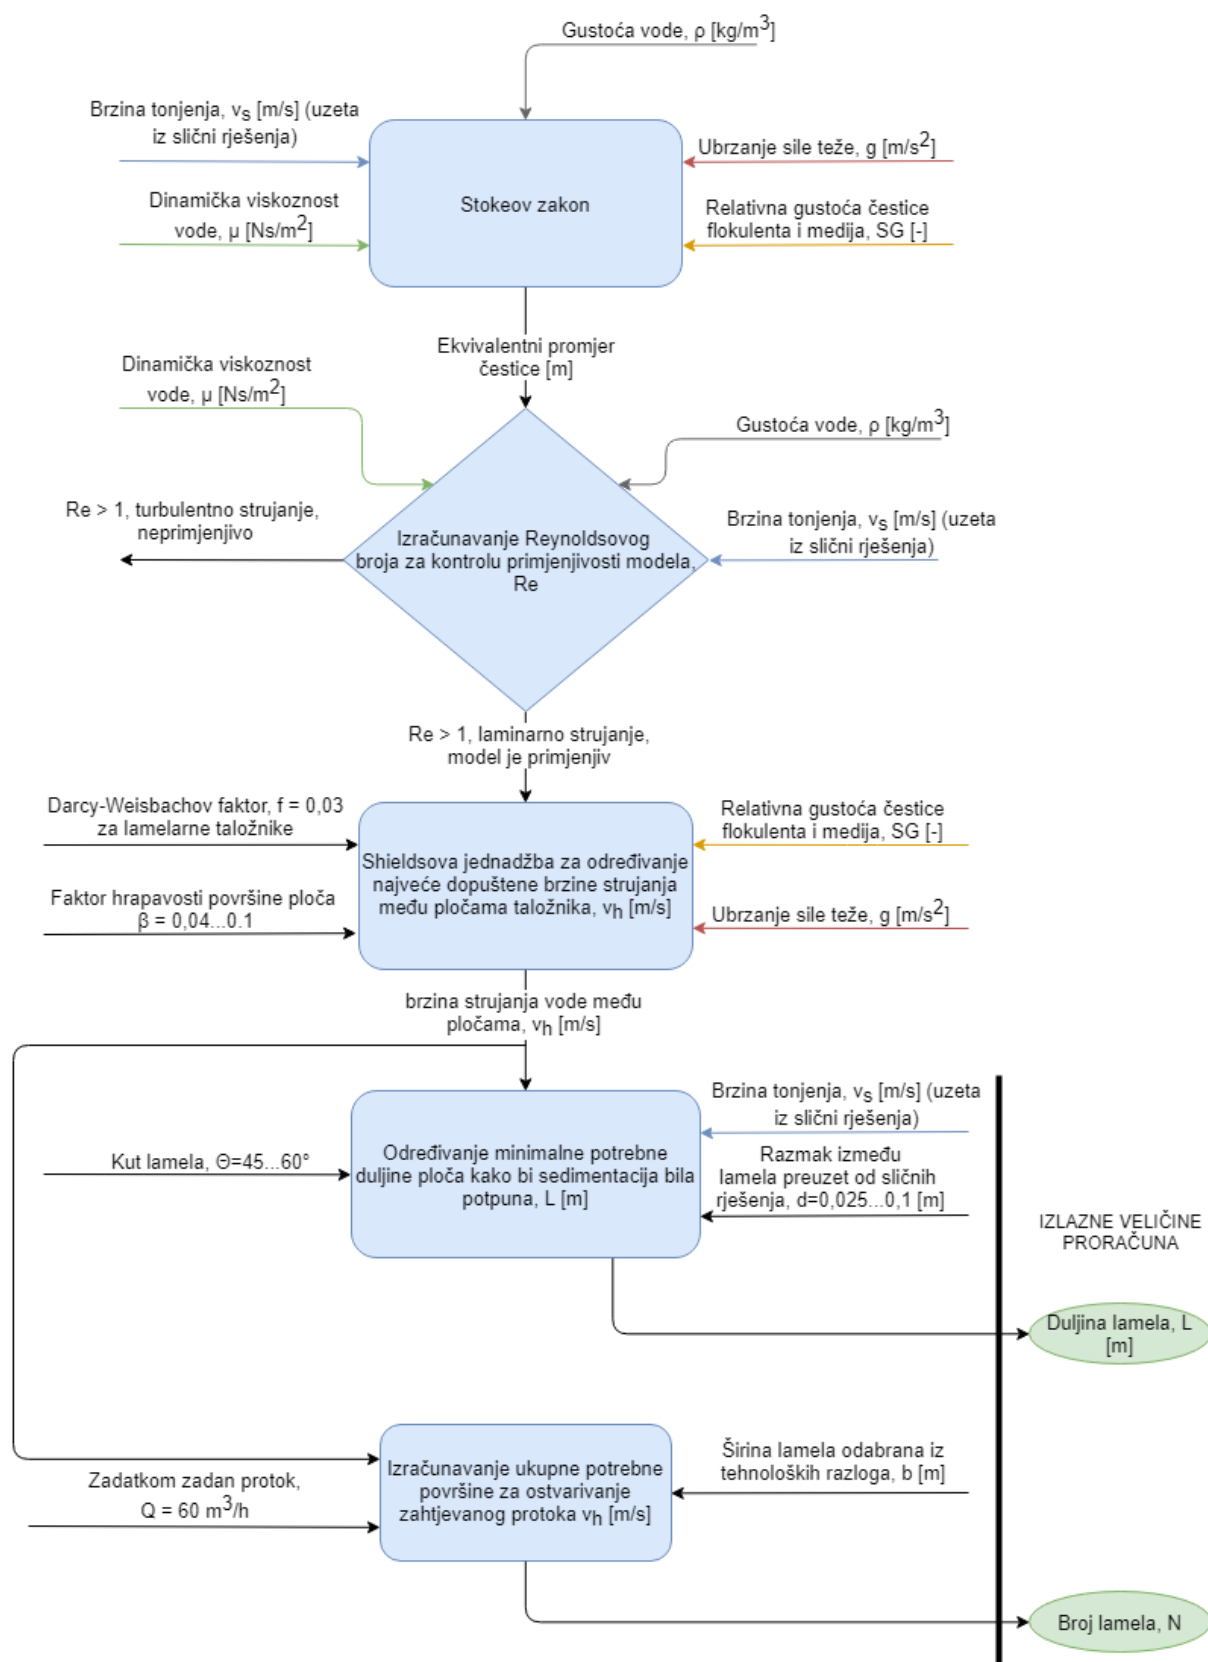 Gustoća vode, ρ [kg/m³]
Brzina tonjenja, vₛ [m/s] (uzeta
iz slični rješenja)
Ubrzanje sile teže, g [m/s²]
Stokeov zakon
Dinamička viskoznost
vode, μ [Ns/m²]
Relativna gustoća čestice
flokulenta i medija, SG [-]
Ekvivalentni promjer
čestice [m]
Dinamička viskoznost
vode, μ [Ns/m²]
Gustoća vode, ρ [kg/m³]
Re > 1, turbulentno strujanje,
neprimjenjivo
Brzina tonjenja, vₛ [m/s] (uzeta
iz slični rješenja)
Izračunavanje Reynoldsovog
broja za kontrolu primjenjivosti modela,
Re
Re > 1, laminarno strujanje,
model je primjenjiv
Darcy-Weisbachov faktor, f = 0,03
za lamelarne taložnike
Relativna gustoća čestice
flokulenta i medija, SG [-]
Shieldsova jednadžba za određivanje
najveće dopuštene brzine strujanja
među pločama taložnika, vₕ [m/s]
Faktor hrapavosti površine ploča
β = 0,04...0.1
Ubrzanje sile teže, g [m/s²]
brzina strujanja vode među
pločama, vₕ [m/s]
Brzina tonjenja, vₛ [m/s] (uzeta
iz slični rješenja)
Kut lamela, Θ=45...60°
Određivanje minimalne potrebne
duljine ploča kako bi sedimentacija bila
potpuna, L [m]
Razmak između
lamela preuzet od sličnih
rješenja, d=0,025...0,1 [m]
IZLAZNE VELIČINE
PRORAČUNA
Duljina lamela, L
[m]
Širina lamela odabrana iz
tehnoloških razloga, b [m]
Zadatkom zadan protok,
Q = 60 m³/h
Izračunavanje ukupne potrebne
površine za ostvarivanje
zahtjevanog protoka vₕ [m/s]
Broj lamela, N